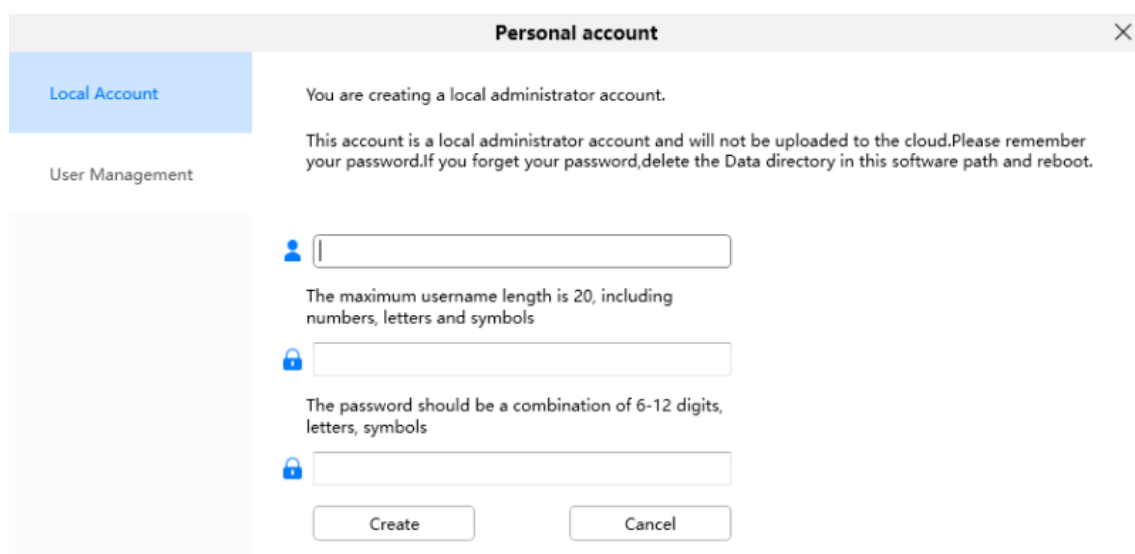 Personal account
Local Account
You are creating a local administrator account.
This account is a local administrator account and will not be uploaded to the cloud.Please remember
your password.If you forget your password,delete the Data directory in this software path and reboot.
User Management
The maximum username length is 20, including
numbers, letters and symbols
The password should be a combination of 6-12 digits,
letters, symbols
Create
Cancel